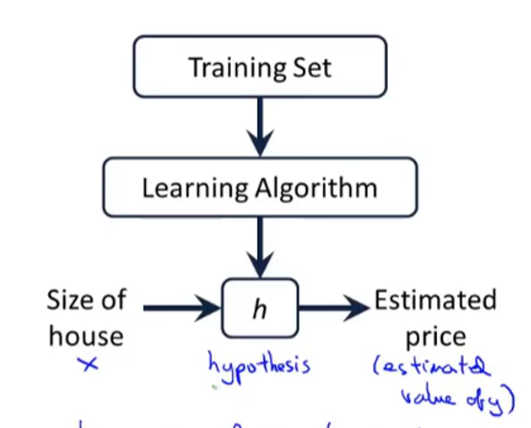 Training Set
Learning Algorithm
Size of
house
h
Estimated
price
x
hypothesis
(estimated
value of y)